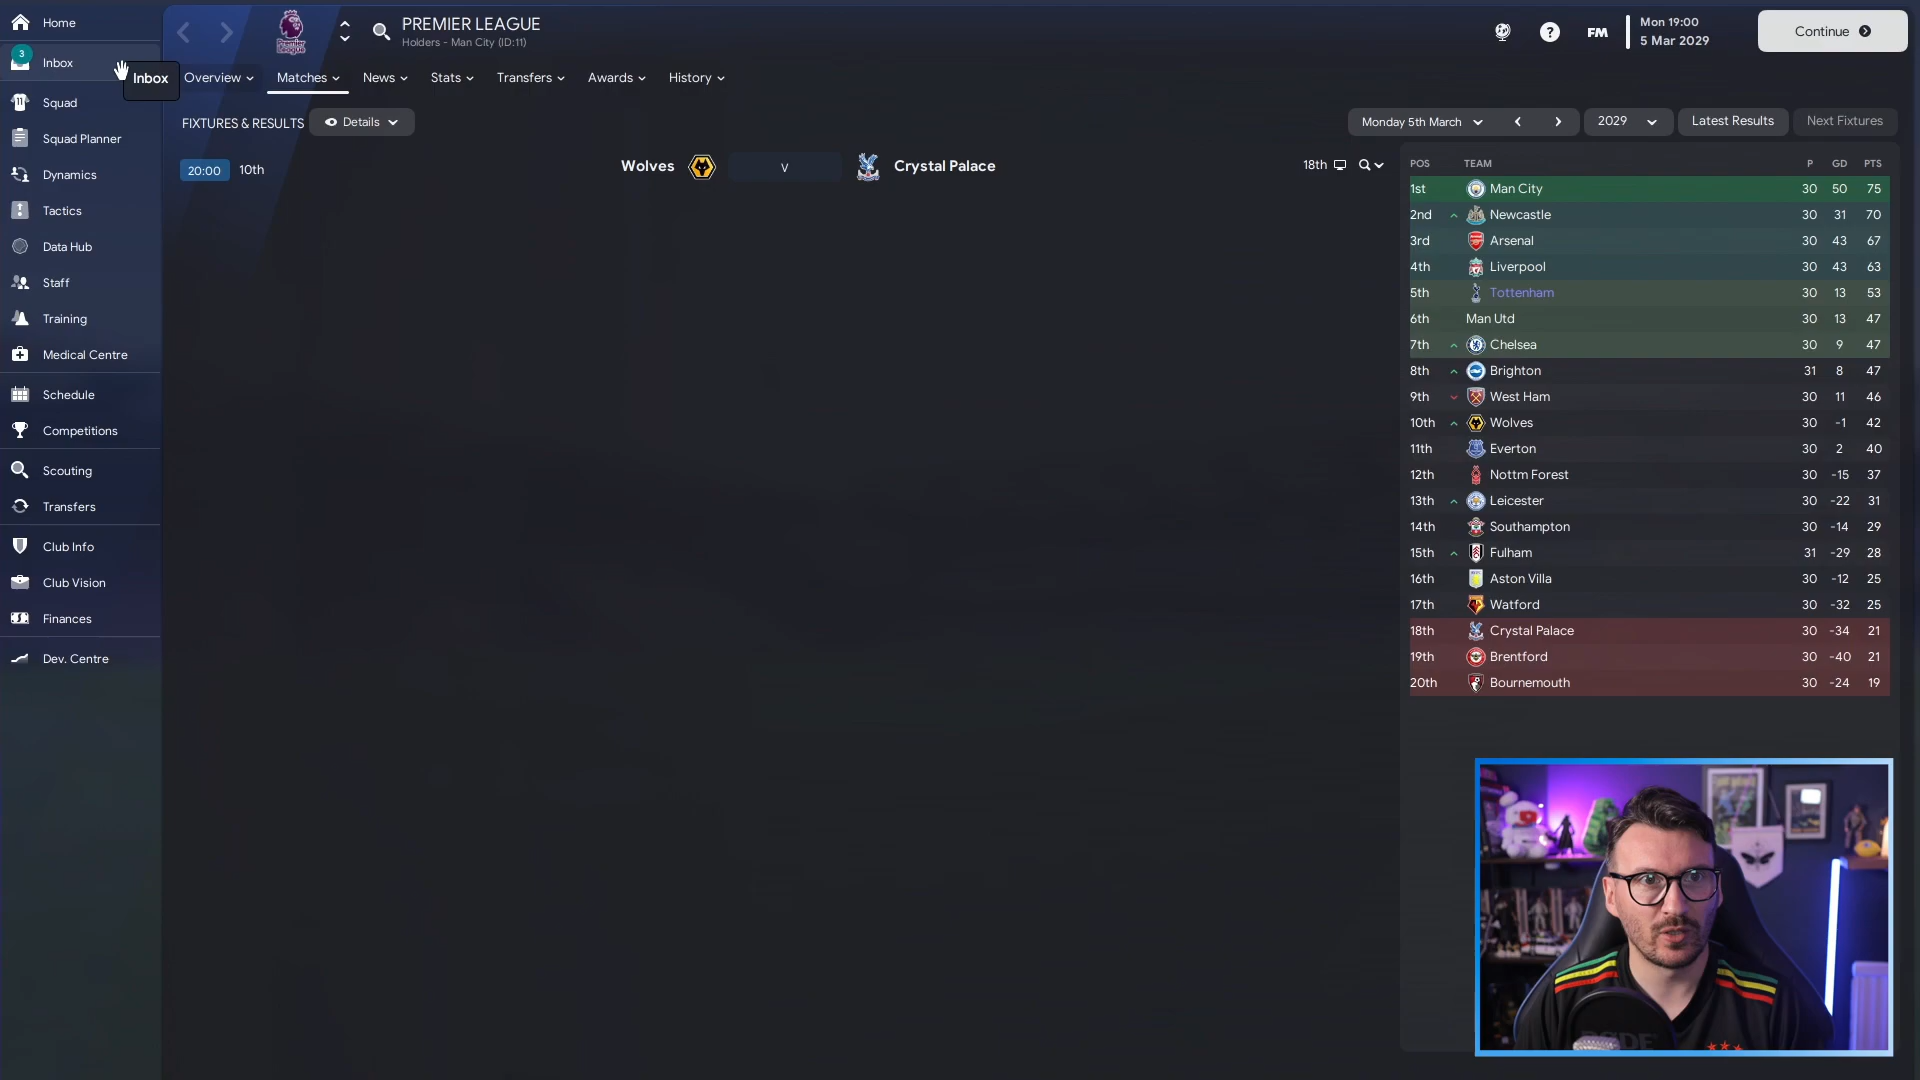 Home
3
Inbox
Inbox
Squad
Squad Planner
Dynamics
Tactics
Data Hub
Staff
Training
Medical Centre
Schedule
Competitions
Scouting
Transfers
Club Info
Club Vision
Finances
Dev. Centre
PREMIER LEAGUE
Holders - Man City (ID:11)
FM
Mon 19:00
5 Mar 2029
Continue
Overview Matches News Stats Transfers Awards History
FIXTURES & RESULTS Details
Monday 5th March 2029 Latest Results Next Fixtures
20:00 10th Wolves V Crystal Palace 18th
POS TEAM P GD PTS
1st Man City 30 50 75
2nd Newcastle 30 31 70
3rd Arsenal 30 43 67
4th Liverpool 30 43 63
5th Tottenham 30 13 53
6th Man Utd 30 13 47
7th Chelsea 30 9 47
8th Brighton 31 8 47
9th West Ham 30 11 46
10th Wolves 30 -1 42
11th Everton 30 2 40
12th Nottm Forest 30 -15 37
13th Leicester 30 -22 31
14th Southampton 30 -14 29
15th Fulham 31 -29 28
16th Aston Villa 30 -12 25
17th Watford 30 -32 25
18th Crystal Palace 30 -34 21
19th Brentford 30 -40 21
20th Bournemouth 30 -24 19